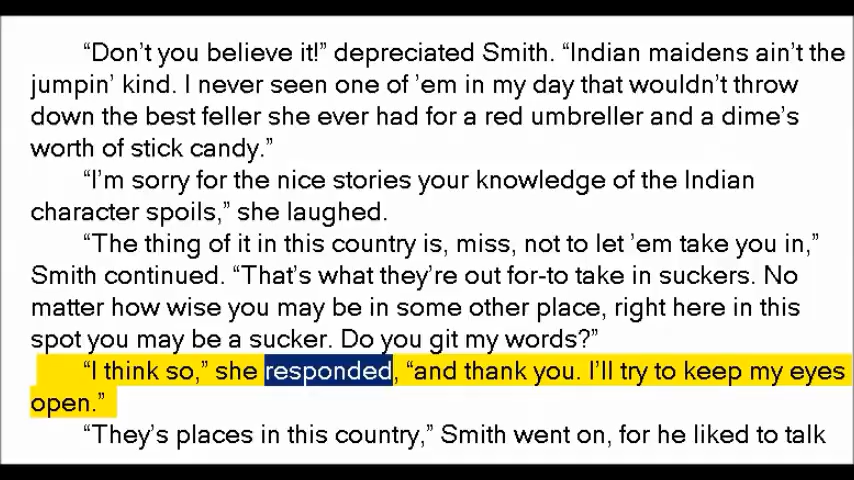 “Don’t you believe it!” depreciated Smith. “Indian maidens ain’t the
jumpin’ kind. I never seen one of ’em in my day that wouldn’t throw
down the best feller she ever had for a red umbreller and a dime’s
worth of stick candy.”
“I’m sorry for the nice stories your knowledge of the Indian
character spoils,” she laughed.
“The thing of it in this country is, miss, not to let ’em take you in,”
Smith continued. “That’s what they’re out for-to take in suckers. No
matter how wise you may be in some other place, right here in this
spot you may be a sucker. Do you git my words?”
“I think so,” she responded, “and thank you. I’ll try to keep my eyes
open.”
“They’s places in this country,” Smith went on, for he liked to talk